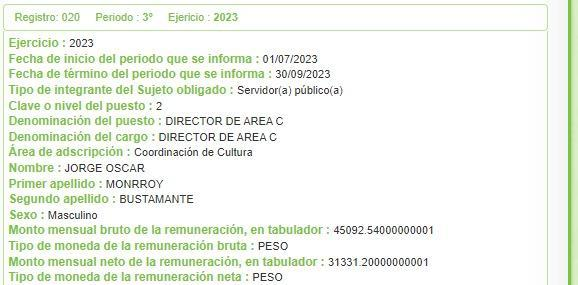 Registro: 020 Periodo : 3º Ejericio : 2023
Ejercicio : 2023
Fecha de inicio del periodo que se informa : 01/07/2023
Fecha de término del periodo que se informa : 30/09/2023
Tipo de integrante del Sujeto obligado : Servidor(a) público(a)
Clave o nivel del puesto : 2
Denominación del puesto : DIRECTOR DE AREA C
Denominación del cargo : DIRECTOR DE AREA C
Área de adscripción : Coordinación de Cultura
Nombre : JORGE OSCAR
Primer apellido : MONRROY
Segundo apellido : BUSTAMANTE
Sexo : Masculino
Monto mensual bruto de la remuneración, en tabulador : 45092.54000000001
Tipo de moneda de la remuneración bruta : PESO
Monto mensual neto de la remuneración, en tabulador : 31331.20000000001
Tipo de moneda de la remuneración neta : PESO